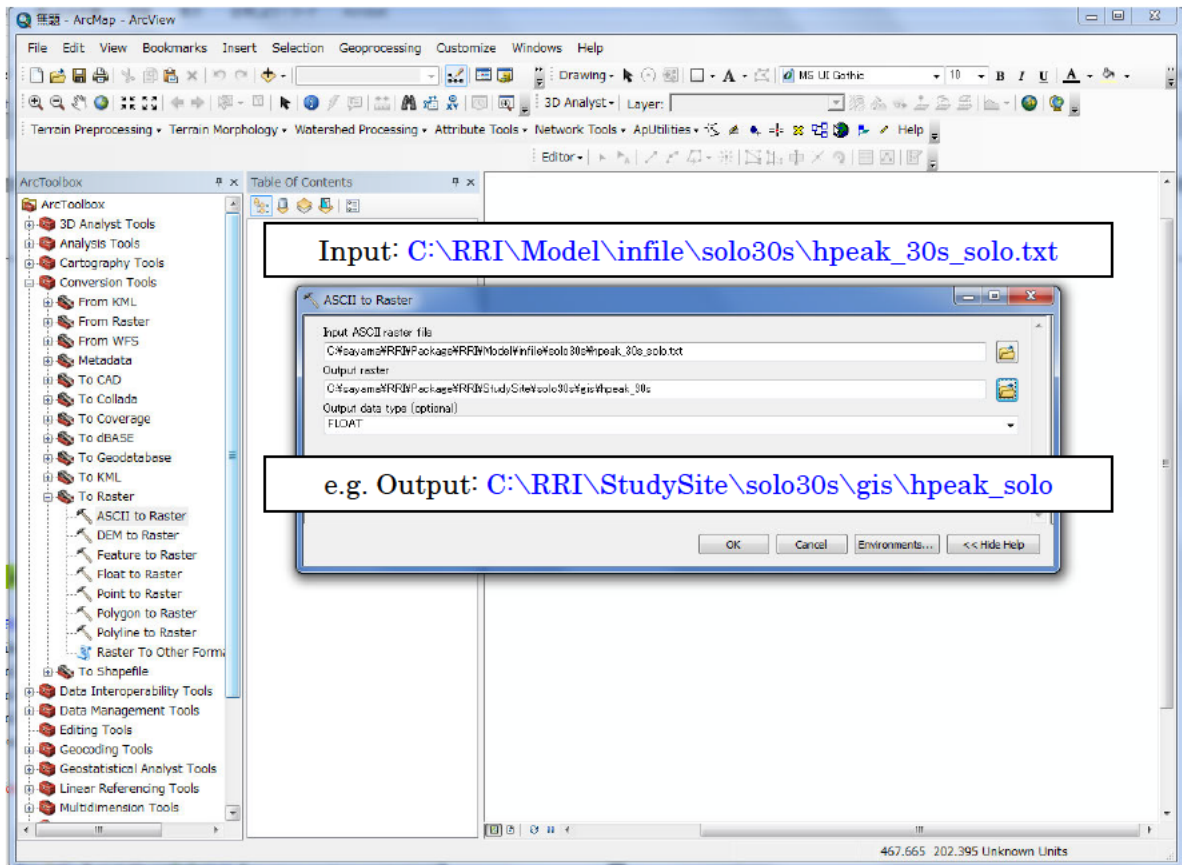 無題 - ArcMap - ArcView
File Edit View Bookmarks Insert Selection Geoprocessing Customize Windows Help
Drawing A MS UI Gothic 10 B I U A
3D Analyst Layer:
Terrain Preprocessing Terrain Morphology Watershed Processing Attribute Tools Network Tools ApUtilities Help
Editor
ArcToolbox
Table Of Contents
ArcToolbox
3D Analyst Tools
Analysis Tools
Cartography Tools
Conversion Tools
From KML
From Raster
From WFS
Metadata
To CAD
To Collada
To Coverage
To dBASE
To Geodatabase
To KML
To Raster
ASCII to Raster
DEM to Raster
Feature to Raster
Float to Raster
Point to Raster
Polygon to Raster
Polyline to Raster
Raster To Other Forma
To Shapefile
Data Interoperability Tools
Data Management Tools
Editing Tools
Geocoding Tools
Geostatistical Analyst Tools
Linear Referencing Tools
Multidimension Tools
Input: C:\RRI\Model\infile\solo30s\hpeak_30s_solo.txt
ASCII to Raster
Input ASCII raster file
C:¥sayama¥RRI¥Package¥RRI¥Model¥infile¥solo30s¥hpeak_30s_solo.txt
Output raster
C:¥sayama¥RRI¥Package¥RRI¥StudySite¥solo30s¥gis¥hpeak_30s
Output data type (optional)
FLOAT
e.g. Output: C:\RRI\StudySite\solo30s\gis\hpeak_solo
OK Cancel Environments... << Hide Help
467.665 202.395 Unknown Units